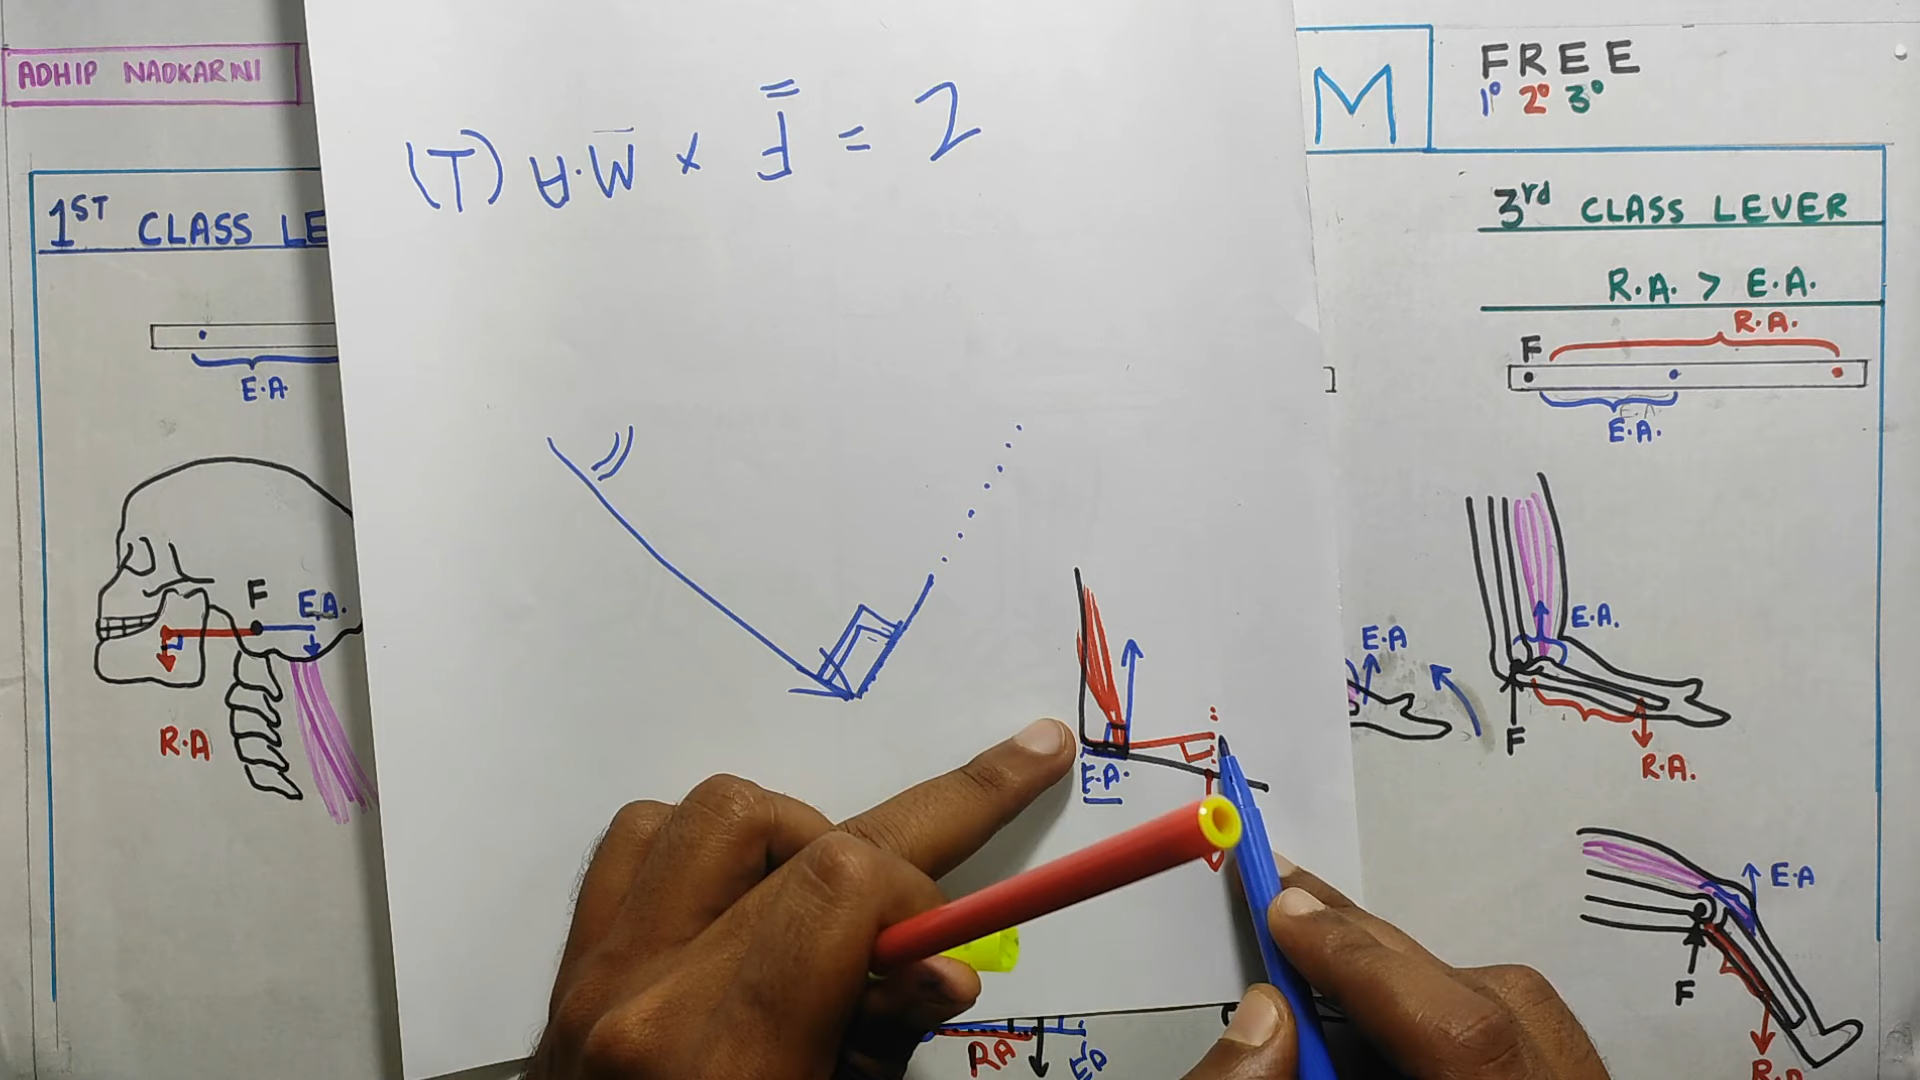 ADHIP NADKARNI
M
FREE
1° 2° 3°
τ = F × M.A (⊥)
1ST CLASS LE
E.A.
F
E.A.
R.A
3rd CLASS LEVER
R.A. > E.A.
R.A.
F
E.A.
E.A
E.A.
F
R.A.
E.A.
E.A
F
RA